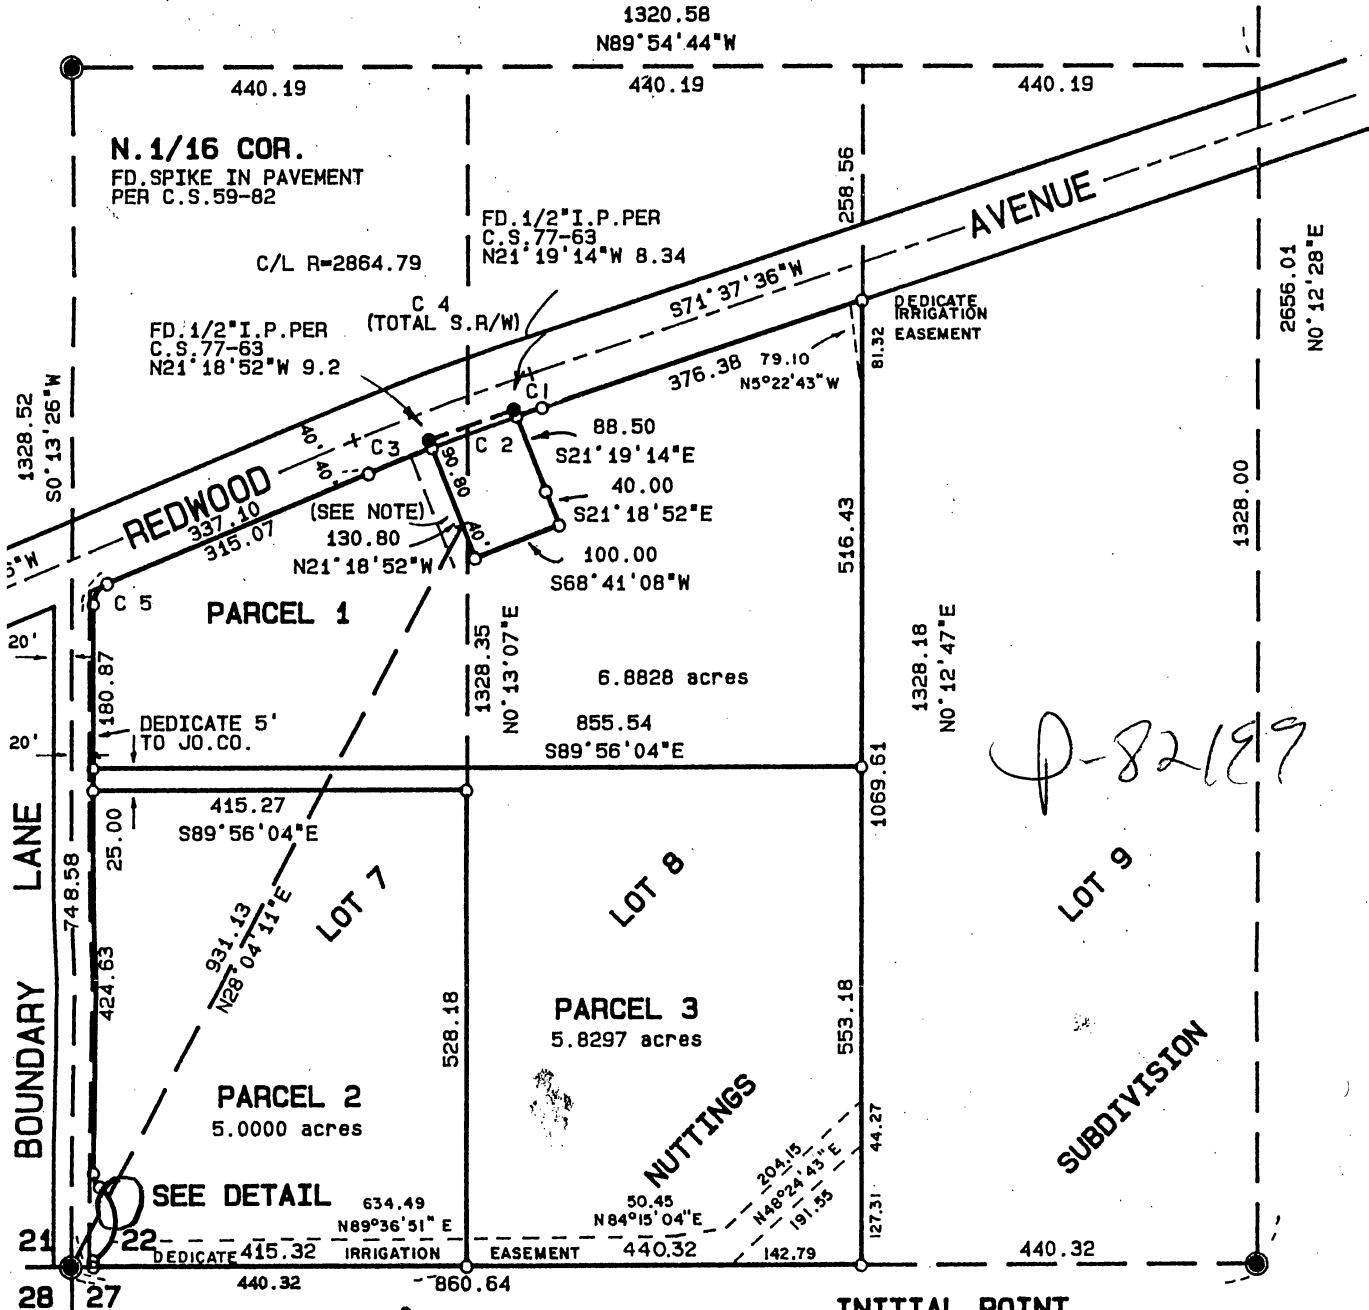 1320.58
N89°54'44"W
440.19
440.19
440.19
N.1/16 COR.
FD.SPIKE IN PAVEMENT
PER C.S.59-82
FD.1/2"I.P.PER
C.S.77-63
N21°19'14"W 8.34
C/L R=2864.79
C 4
(TOTAL S.R/W)
FD.1/2"I.P.PER
C.S.77-63
N21°18'52"W 9.2
258.56
AVENUE
S71°37'36"W
2656.01
N0°12'28"E
DEDICATE
IRRIGATION
EASEMENT
81.32
79.10
N5°22'43"W
376.38
C1
C 2
C 3
1328.52
S0°13'26"W
40'
40'
REDWOOD
337.10
315.07
90.80
40'
88.50
S21°19'14"E
40.00
S21°18'52"E
(SEE NOTE)
130.80
N21°18'52"W
100.00
S68°41'08"W
516.43
1328.00
"W
C 5
PARCEL 1
20'
180.87
1328.35
N0°13'07"E
6.8828 acres
1328.18
N0°12'47"E
DEDICATE 5'
TO JO.CO.
20'
855.54
S89°56'04"E
P-82189
1069.61
415.27
S89°56'04"E
25.00
BOUNDARY LANE
748.58
424.63
931.13
N28°04'11"E
LOT 7
LOT 8
LOT 9
528.18
PARCEL 3
5.8297 acres
553.18
PARCEL 2
5.0000 acres
NUTTINGS
SUBDIVISION
44.27
204.15
N48°24'43"E
191.55
127.31
SEE DETAIL
634.49
N89°36'51"E
50.45
N84°15'04"E
21
22
DEDICATE 415.32 IRRIGATION EASEMENT 440.32 142.79 440.32
440.32
860.64
28
27
INITIAL POINT